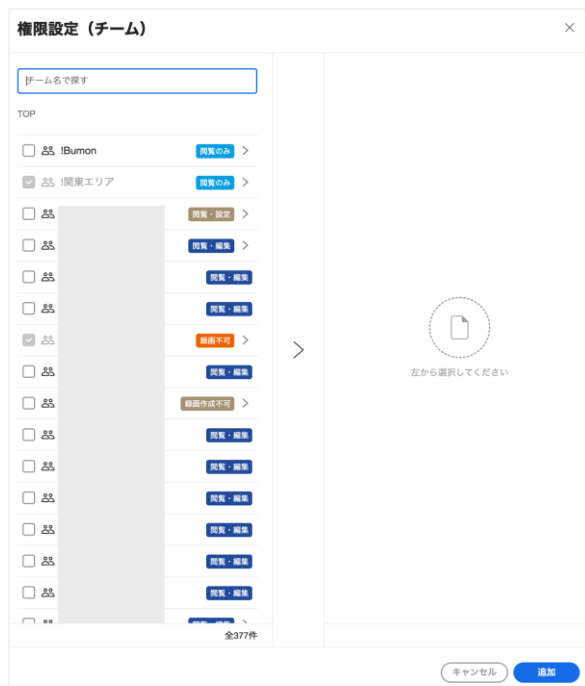 権限設定（チーム）
チーム名で探す
TOP
!Bumon 閲覧のみ
!関東エリア 閲覧のみ
閲覧・設定
閲覧・編集
閲覧・編集
閲覧・編集
録画不可
閲覧・編集
録画作成不可
閲覧・編集
閲覧・編集
閲覧・編集
閲覧・編集
閲覧・編集
閲覧・編集
閲覧・編集
左から選択してください
全377件
キャンセル 追加